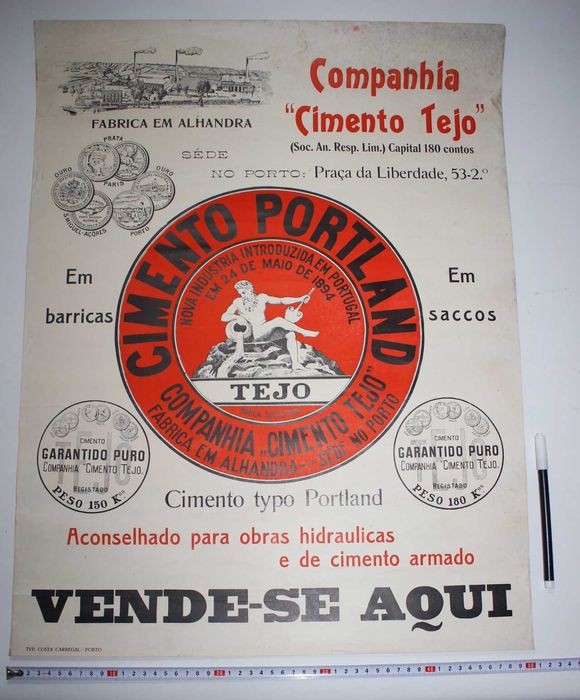 Companhia
"Cimento Tejo"
(Soc. An. Resp. Lim.) Capital 180 contos
FABRICA EM ALHANDRA
SÉDE
NO PORTO: Praça da Liberdade, 53-2.º
PRATA
OURO
PARIS
OURO
S. MIGUEL-AÇORES
PORTO
Em
barricas
Em
saccos
CIMENTO PORTLAND
NOVA INDUSTRIA INTRODUZIDA EM PORTUGAL
EM 24 DE MAIO DE 1894
TEJO
COMPANHIA „CIMENTO TEJO"
FABRICA EM ALHANDRA — SÉDE NO PORTO
TEJO
CIMENTO
GARANTIDO PURO
COMPANHIA "CIMENTO TEJO.
REGISTADO
PESO 150 Kos
TEJO
CIMENTO
GARANTIDO PURO
COMPANHIA "CIMENTO TEJO.
REGISTADO
PESO 180 Kos
Cimento typo Portland
Aconselhado para obras hidraulicas
e de cimento armado
VENDE-SE AQUI
TYP. COSTA CARREGAL - PORTO